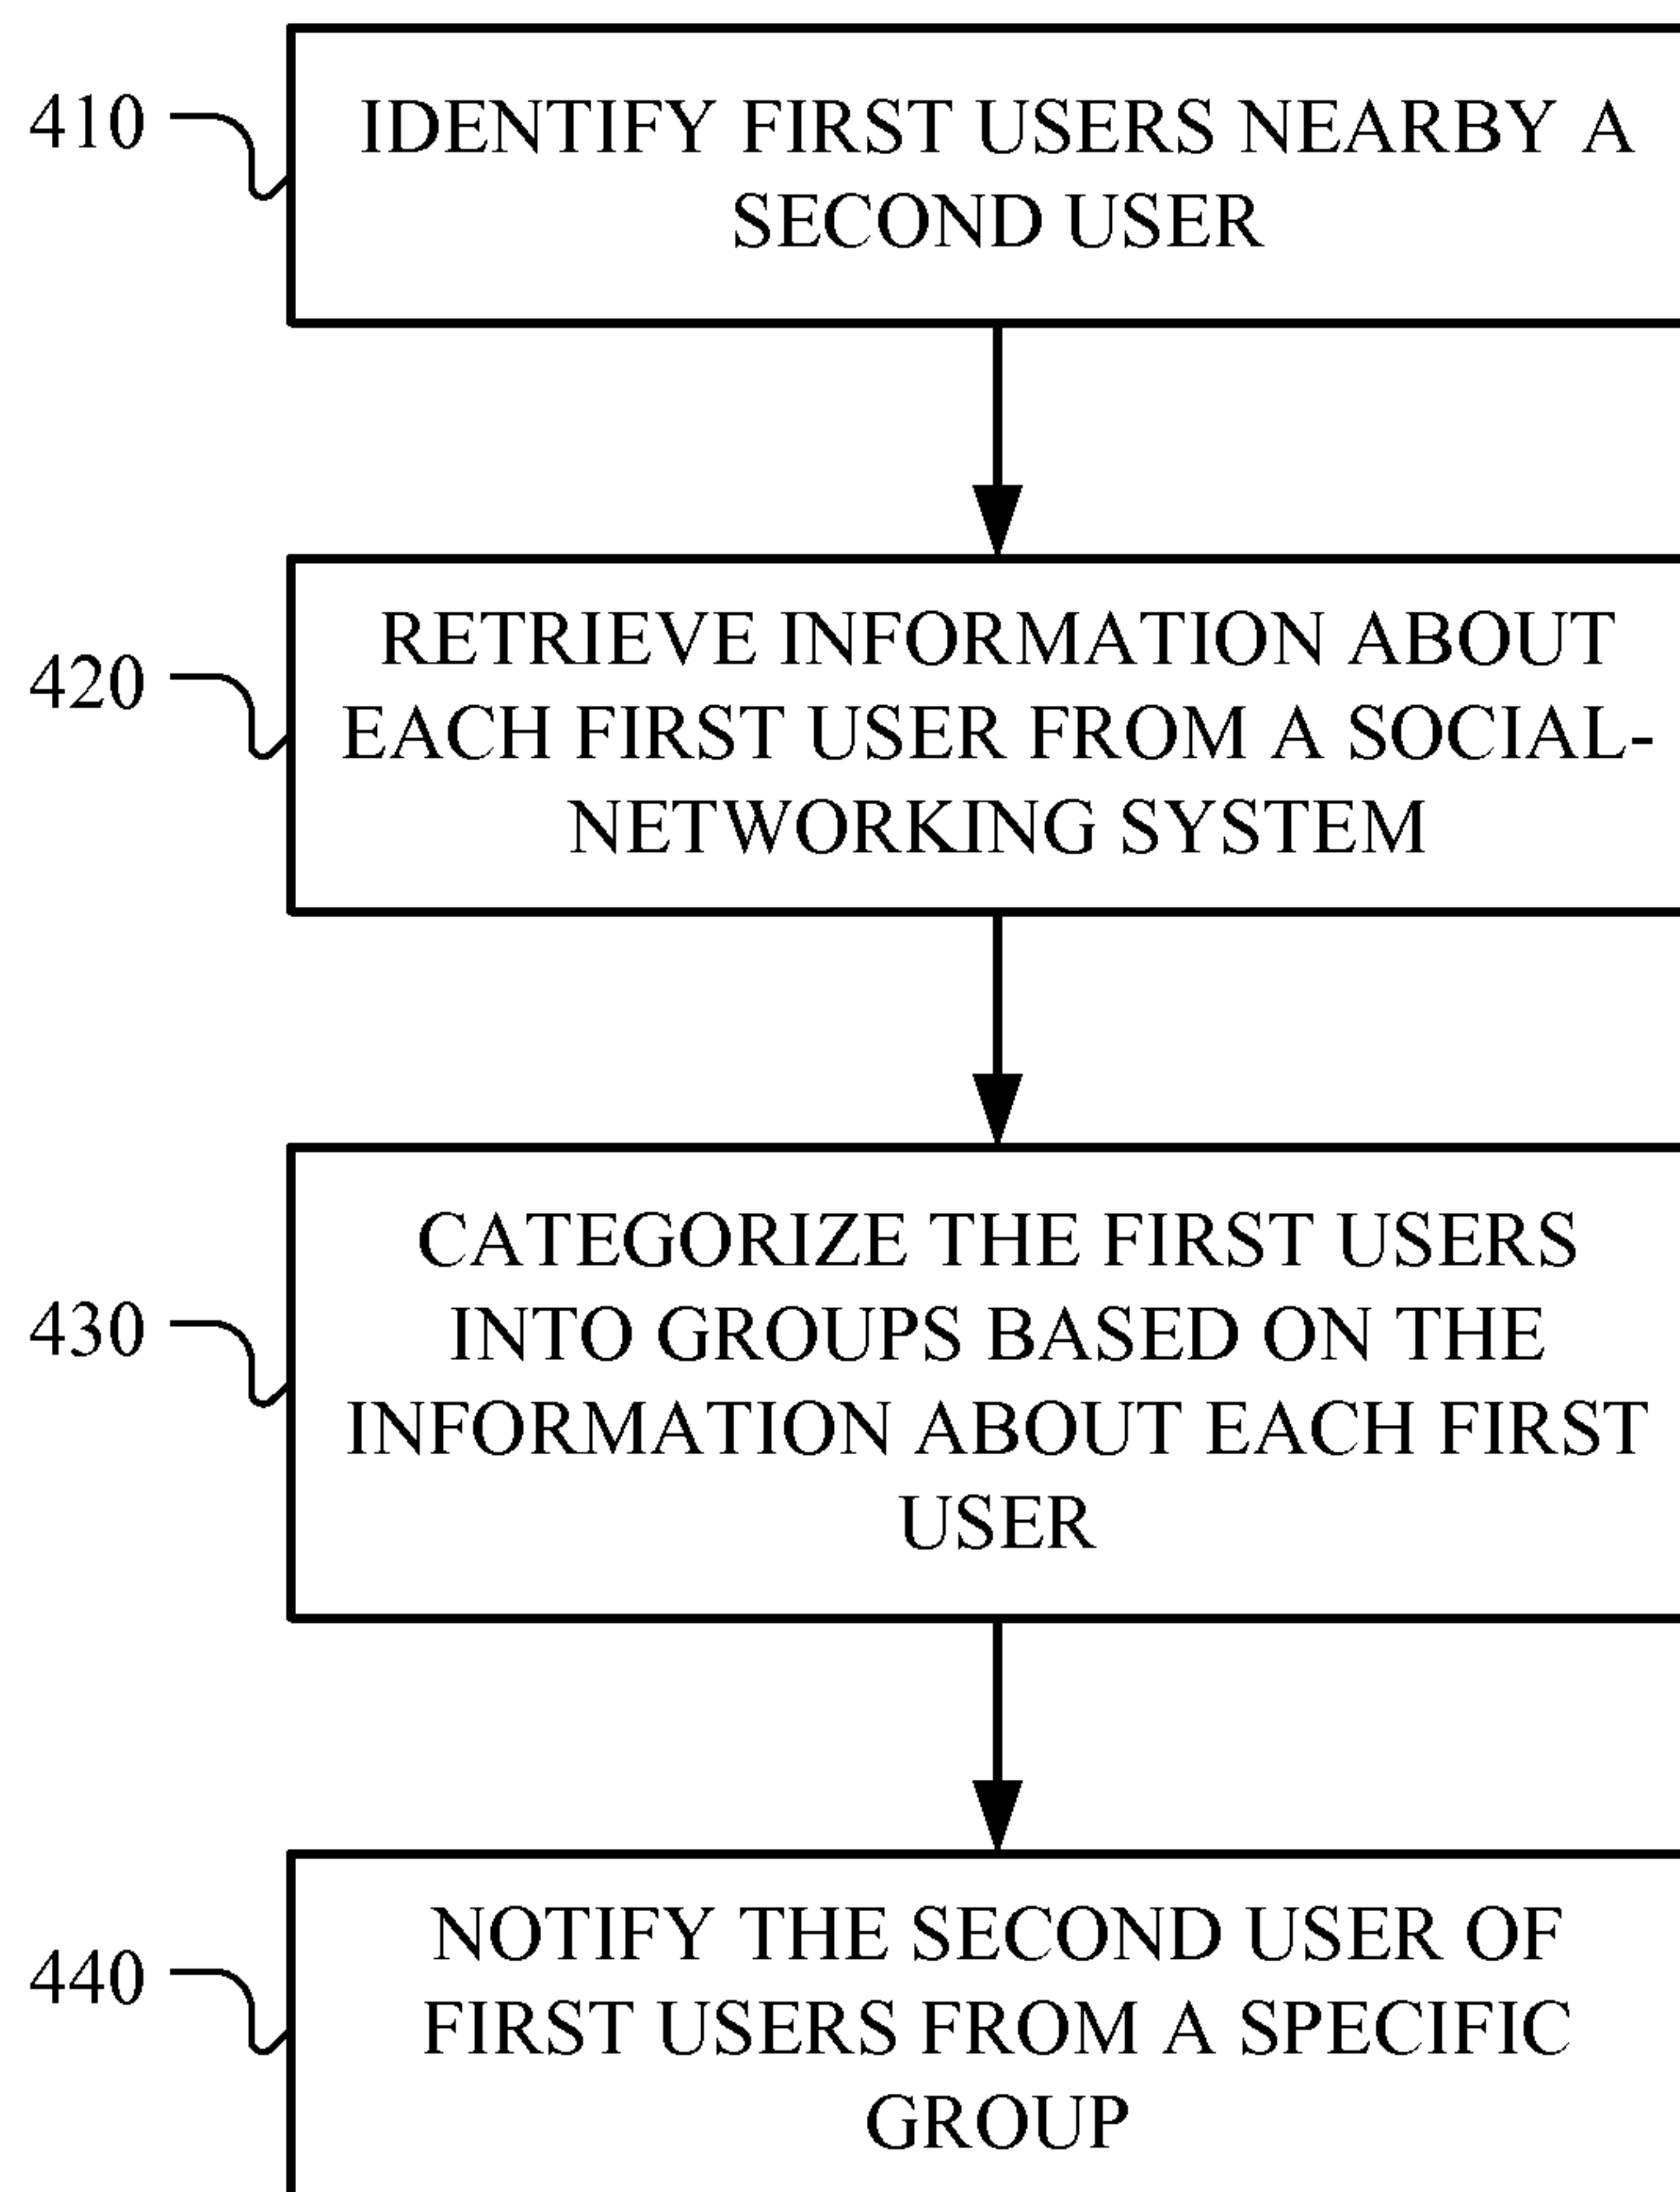 410
IDENTIFY FIRST USERS NEARBY A
SECOND USER
420
RETRIEVE INFORMATION ABOUT
EACH FIRST USER FROM A SOCIAL-
NETWORKING SYSTEM
430
CATEGORIZE THE FIRST USERS
INTO GROUPS BASED ON THE
INFORMATION ABOUT EACH FIRST
USER
440
NOTIFY THE SECOND USER OF
FIRST USERS FROM A SPECIFIC
GROUP